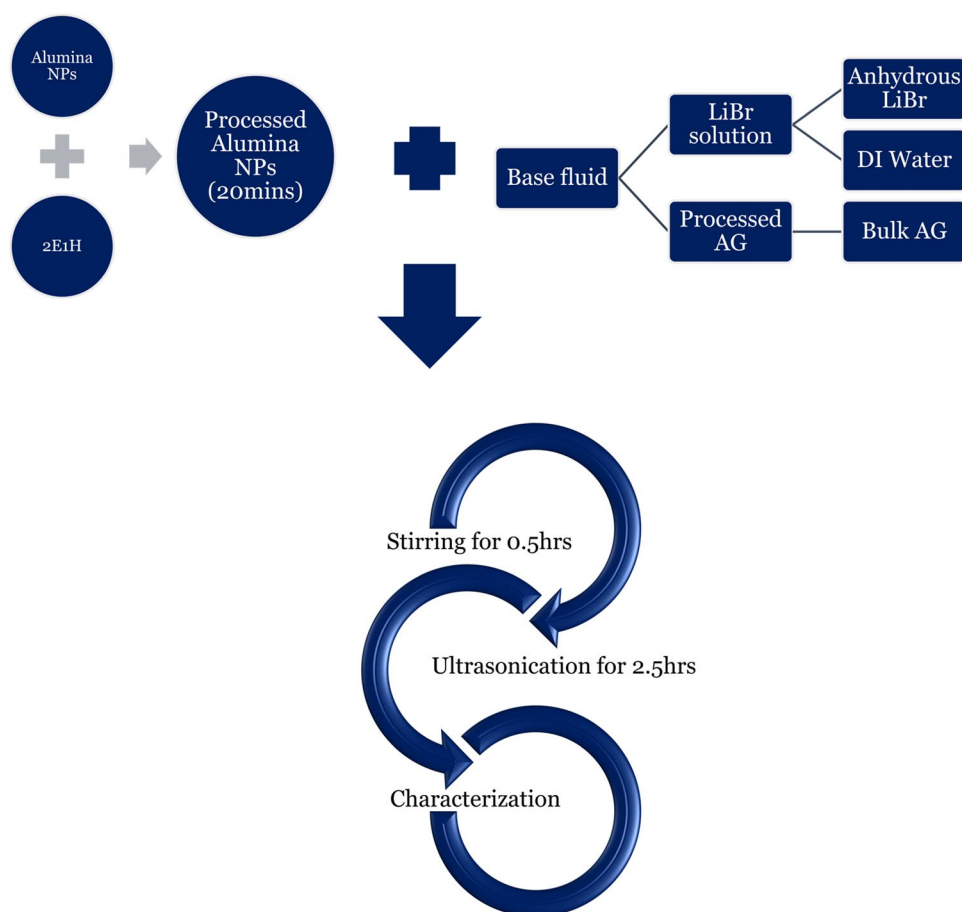 Alumina
NPs
2E1H
Processed
Alumina
NPs
(20mins)
Base fluid
LiBr
solution
Processed
AG
Anhydrous
LiBr
DI Water
Bulk AG
Stirring for 0.5hrs
Ultrasonication for 2.5hrs
Characterization